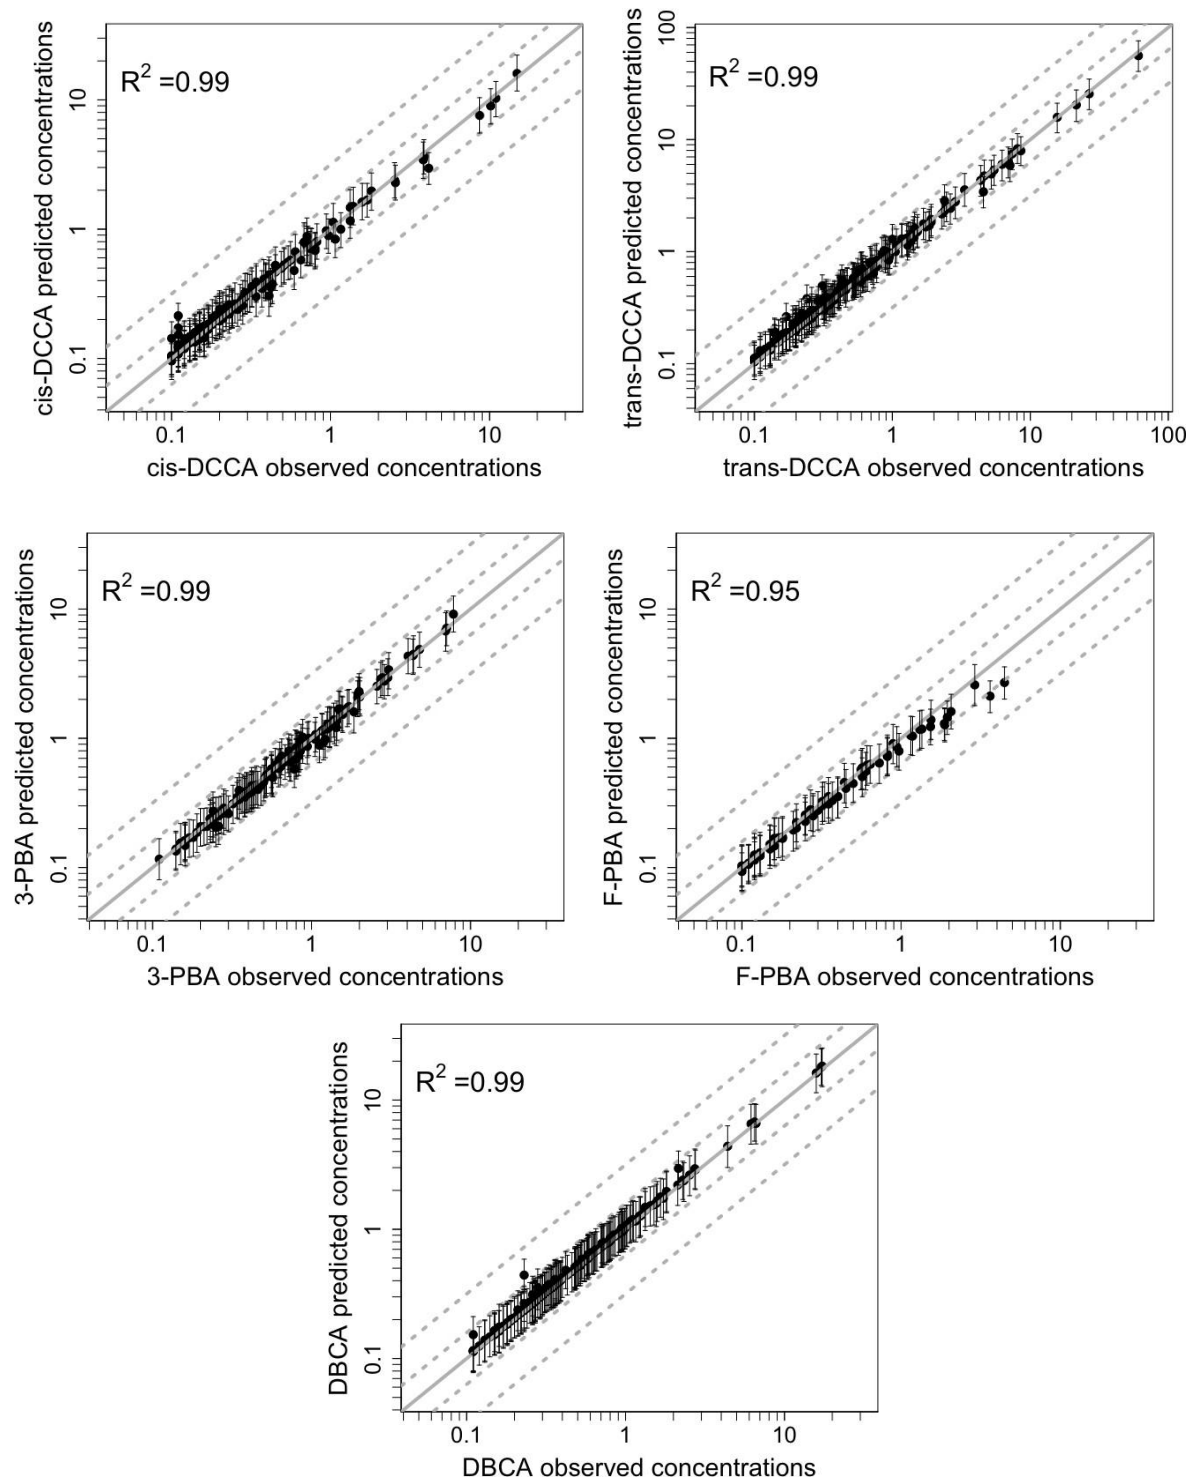 cis-DCCA predicted concentrations
R² =0.99
10
1
0.1
0.1 1 10
cis-DCCA observed concentrations
trans-DCCA predicted concentrations
R² =0.99
100
10
1
0.1
0.1 1 10 100
trans-DCCA observed concentrations
3-PBA predicted concentrations
R² =0.99
10
1
0.1
0.1 1 10
3-PBA observed concentrations
F-PBA predicted concentrations
R² =0.95
10
1
0.1
0.1 1 10
F-PBA observed concentrations
DBCA predicted concentrations
R² =0.99
10
1
0.1
0.1 1 10
DBCA observed concentrations